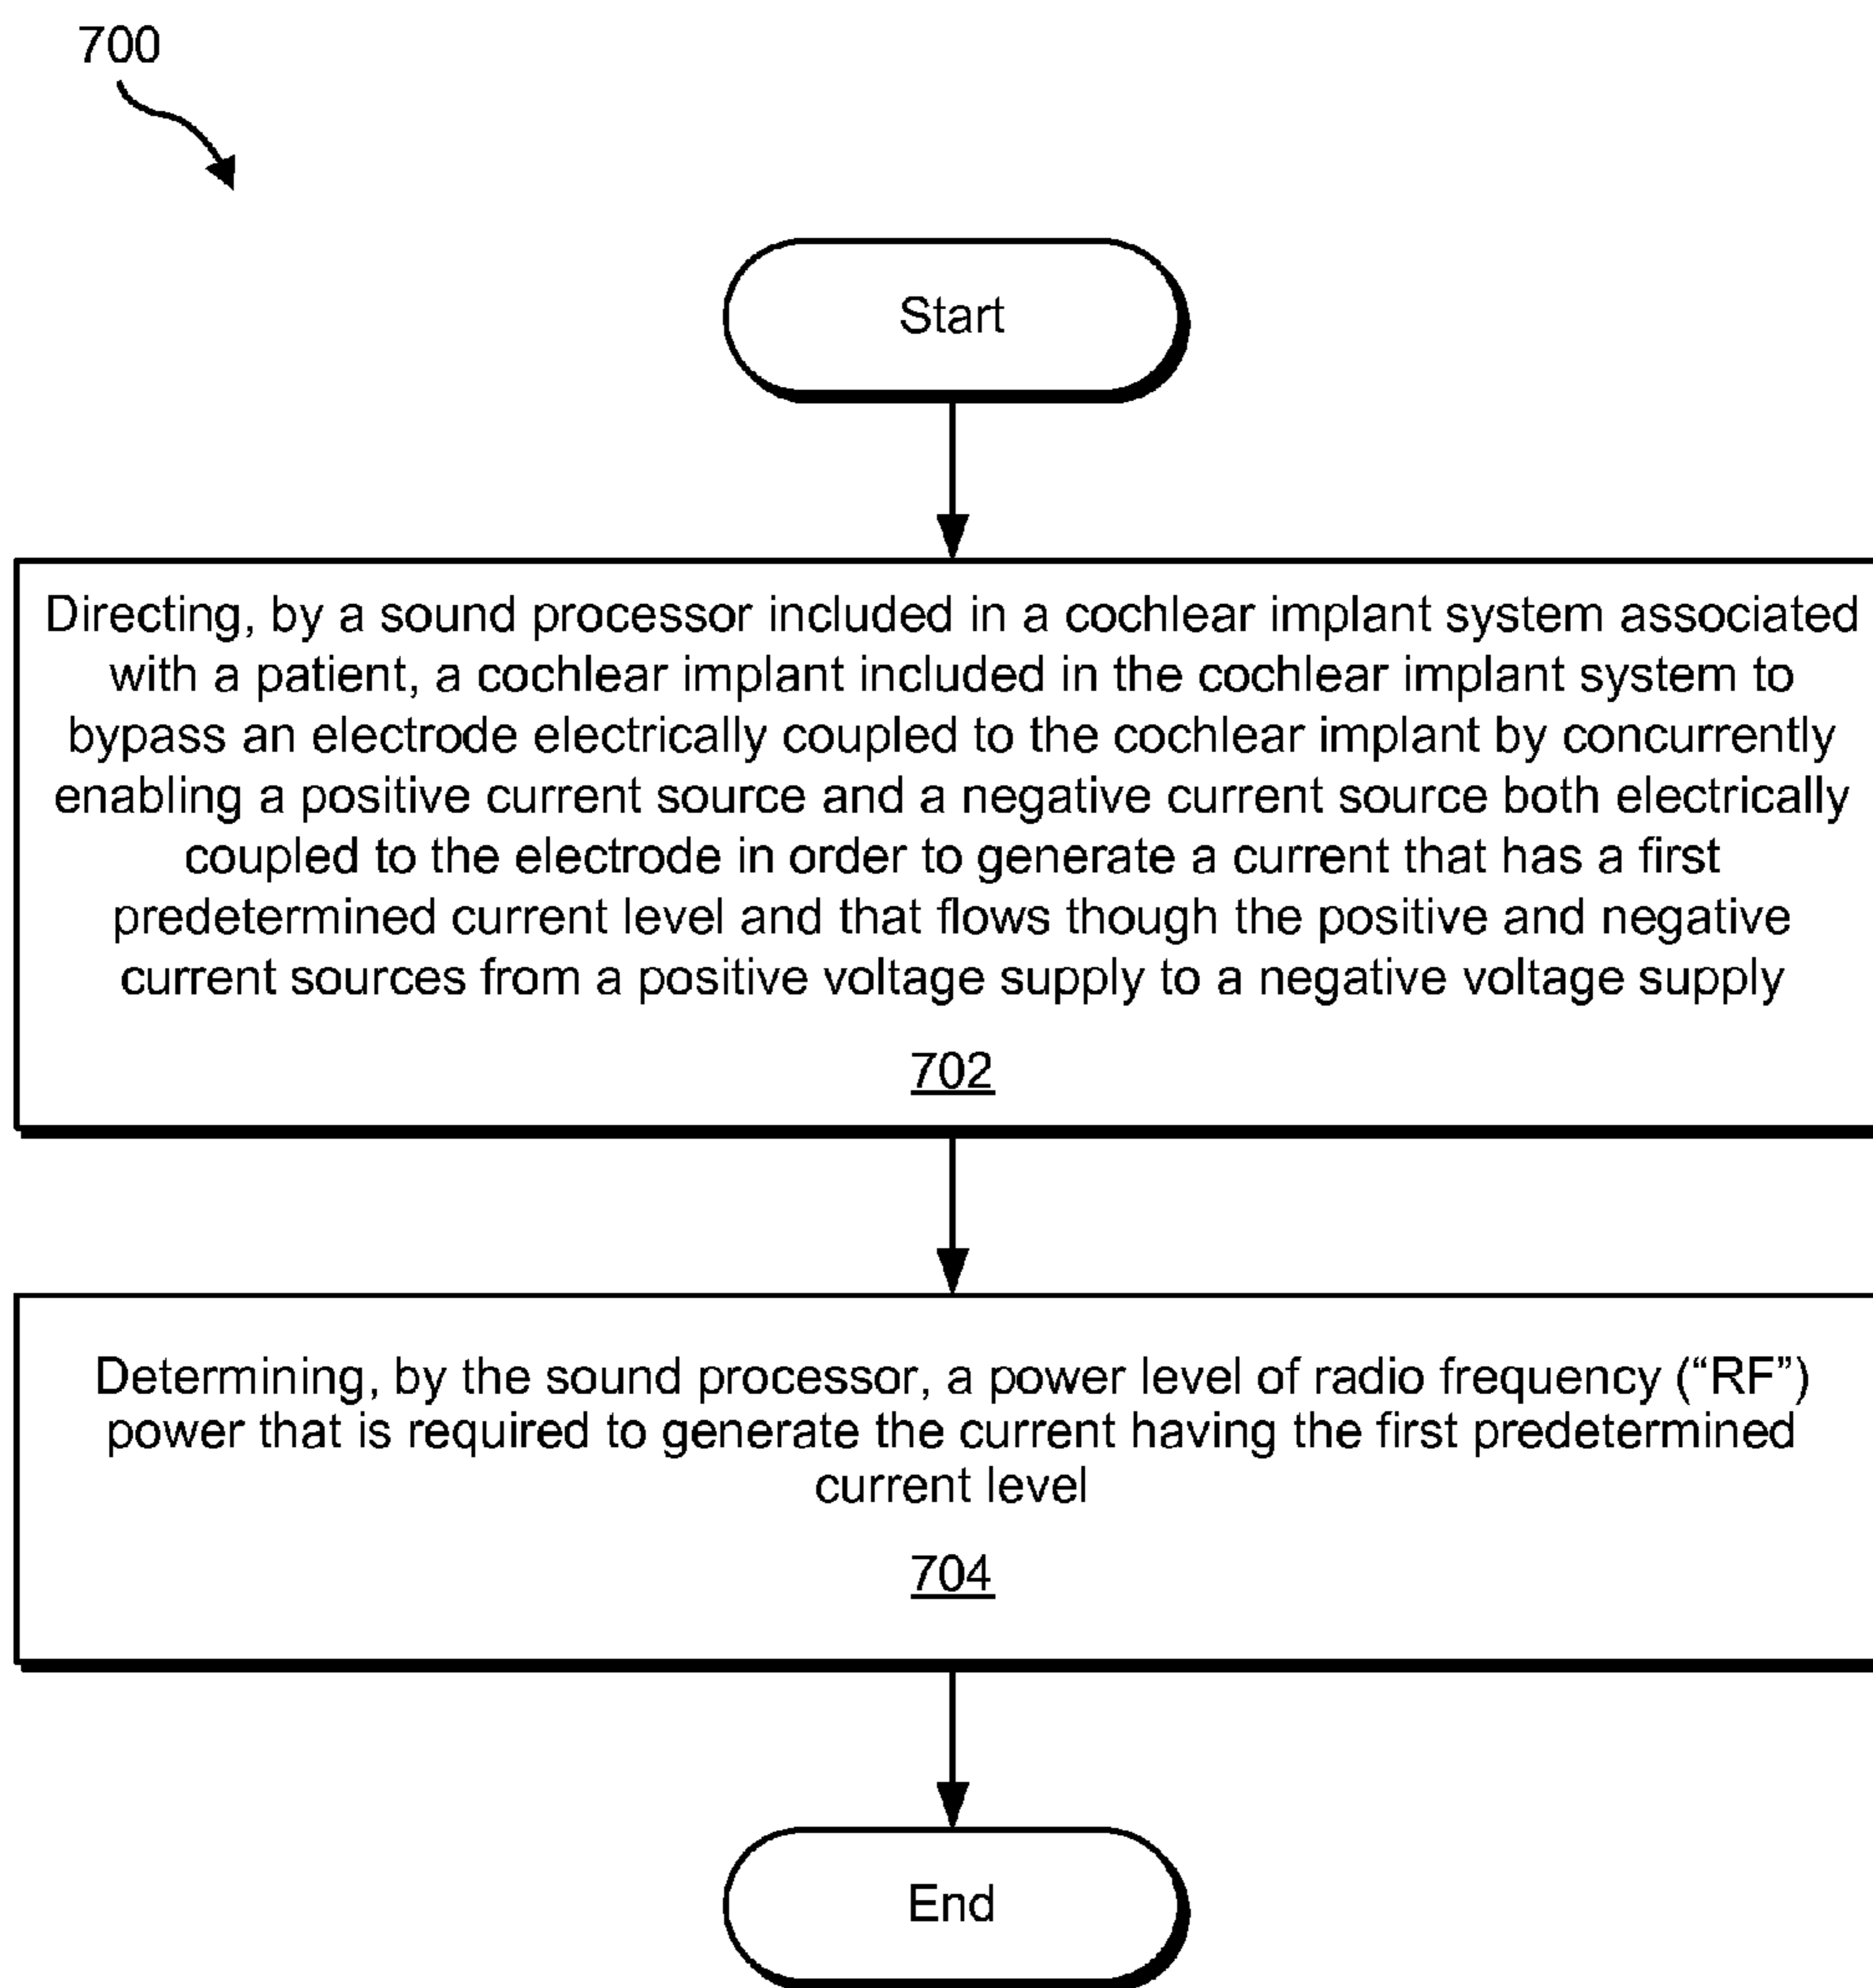 700
Start
Directing, by a sound processor included in a cochlear implant system associated
with a patient, a cochlear implant included in the cochlear implant system to
bypass an electrode electrically coupled to the cochlear implant by concurrently
enabling a positive current source and a negative current source both electrically
coupled to the electrode in order to generate a current that has a first
predetermined current level and that flows though the positive and negative
current sources from a positive voltage supply to a negative voltage supply
702
Determining, by the sound processor, a power level of radio frequency (“RF”)
power that is required to generate the current having the first predetermined
current level
704
End